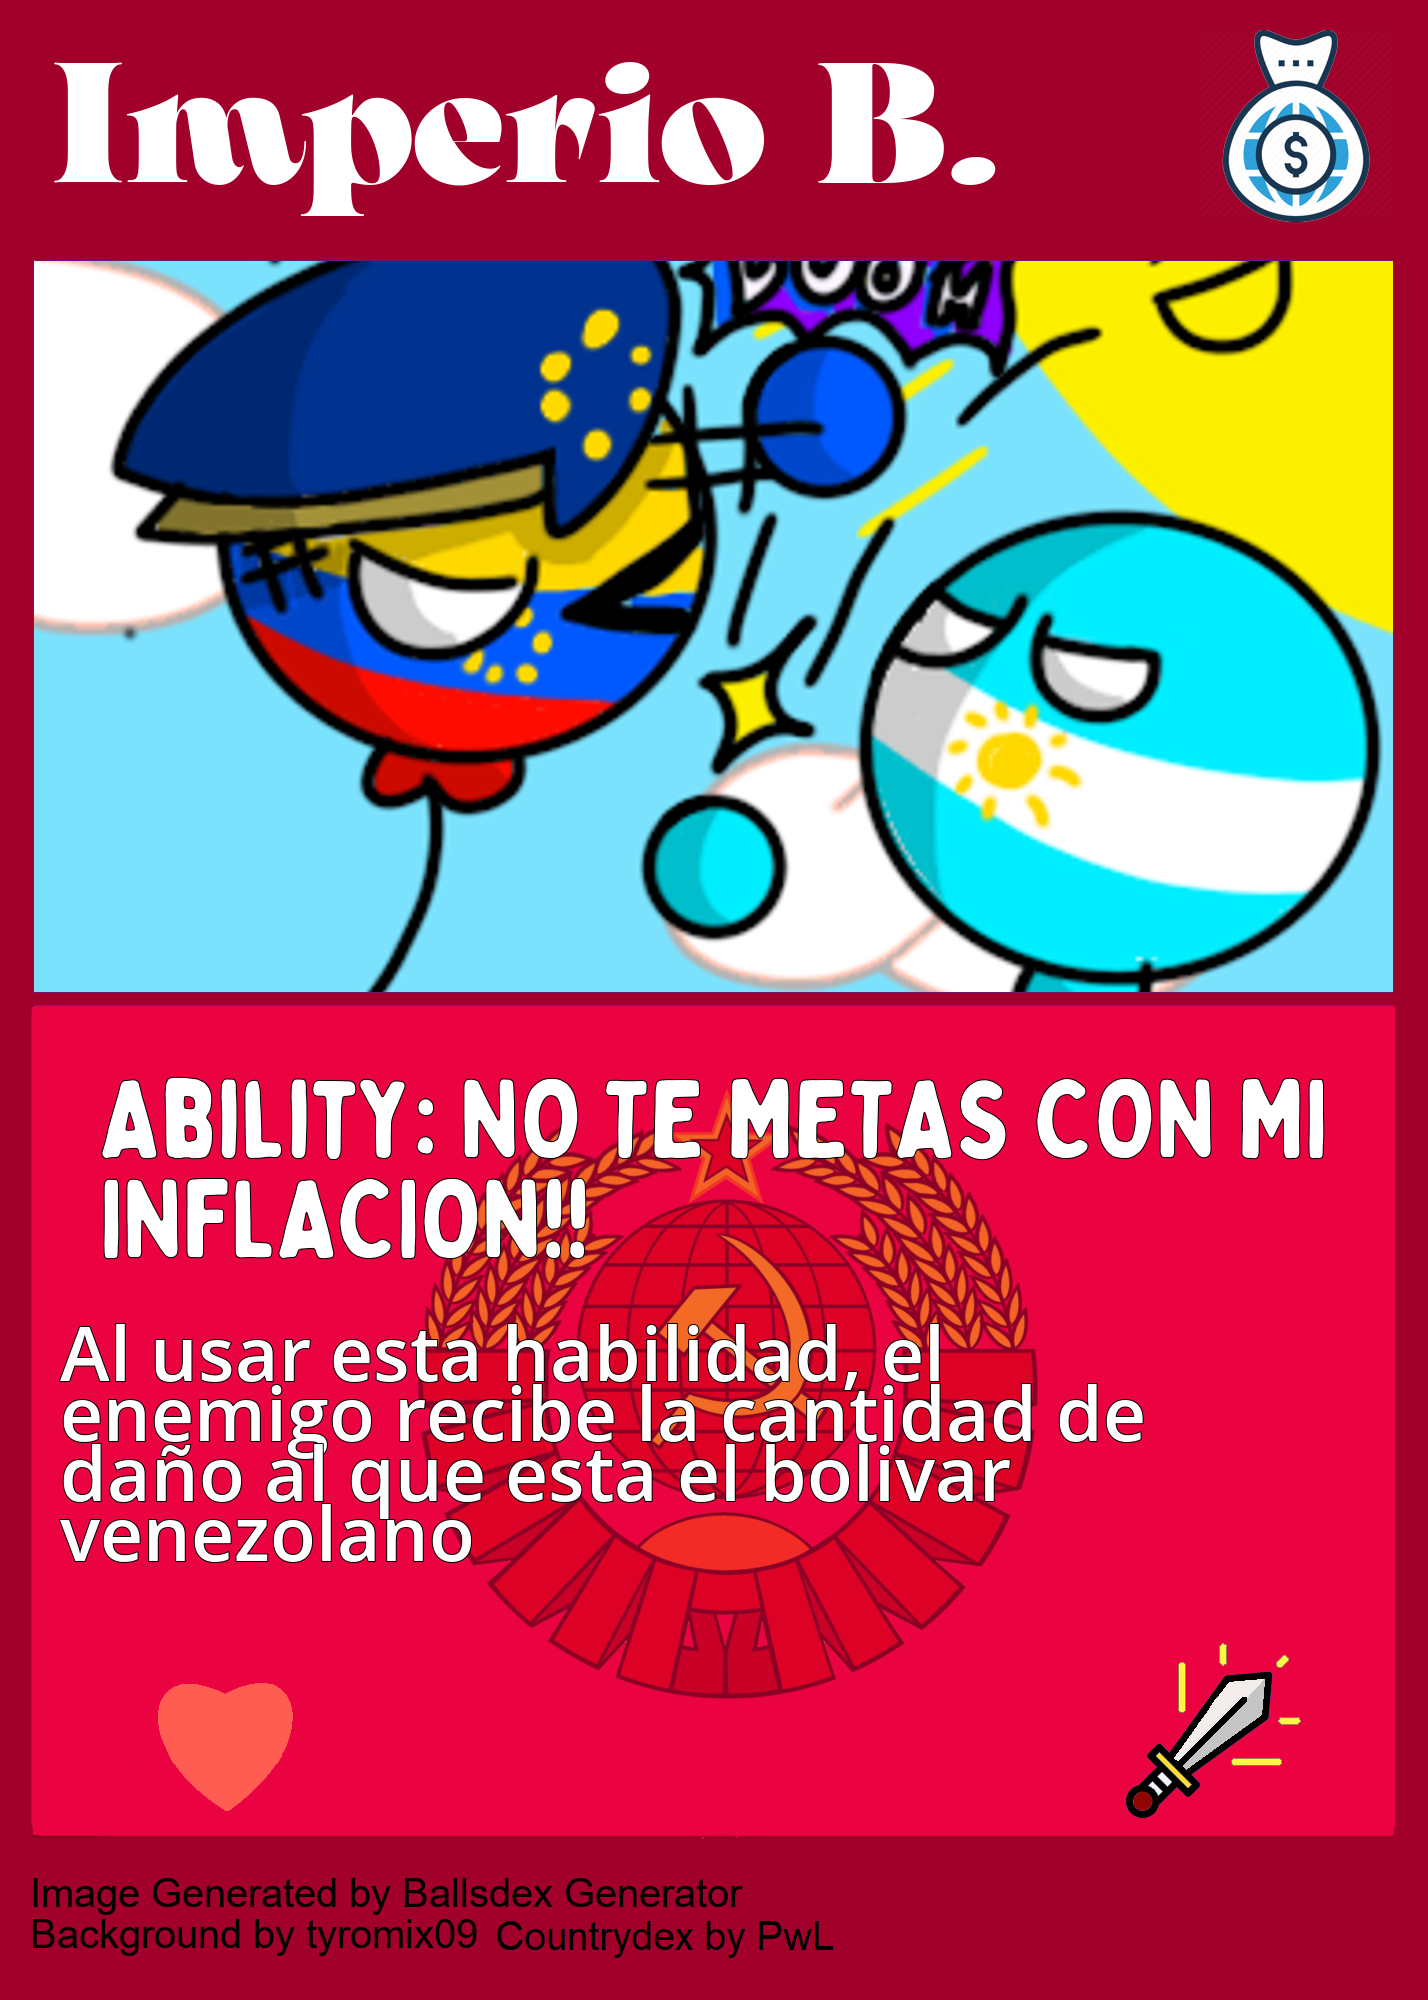 Imperio B.
$
BOOM
ABILITY: NO TE METAS CON MI
INFLACION!!
Al usar esta habilidad, el
enemigo recibe la cantidad de
daño al que esta el bolivar
venezolano
Image Generated by Ballsdex Generator
Background by tyromix09 Countrydex by PwL